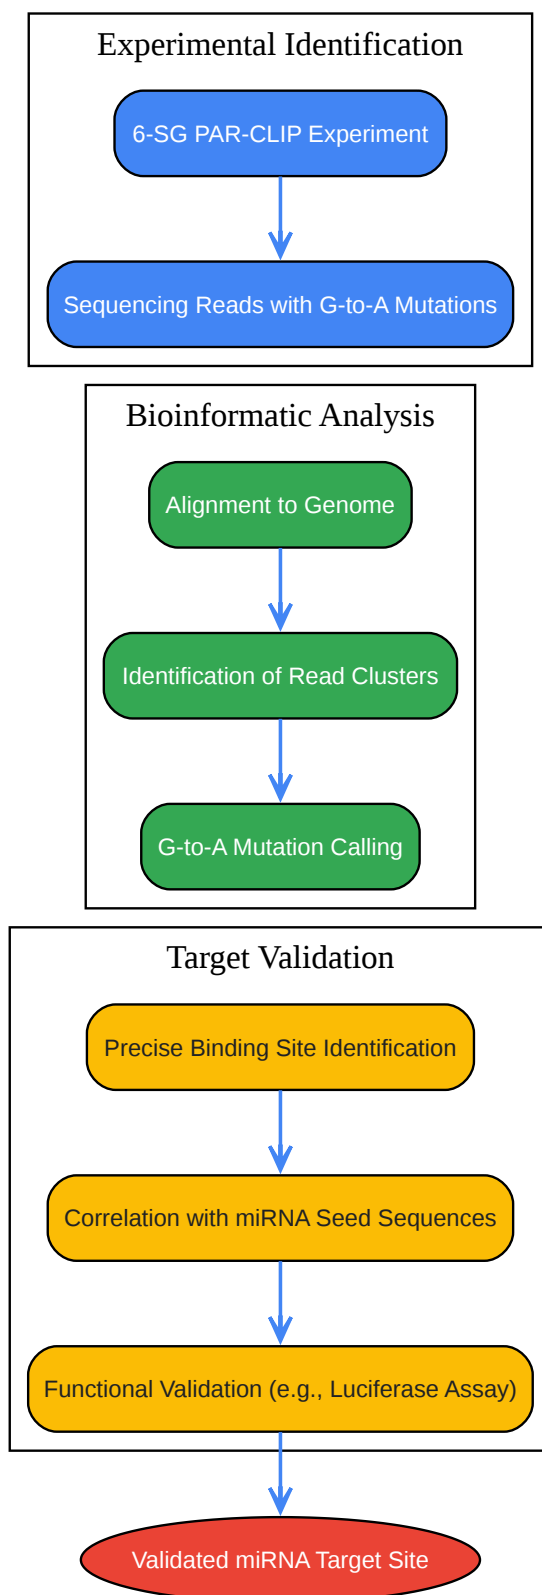 Experimental Identification
6-SG PAR-CLIP Experiment
Sequencing Reads with G-to-A Mutations
Bioinformatic Analysis
Alignment to Genome
Identification of Read Clusters
G-to-A Mutation Calling
Target Validation
Precise Binding Site Identification
Correlation with miRNA Seed Sequences
Functional Validation (e.g., Luciferase Assay)
Validated miRNA Target Site